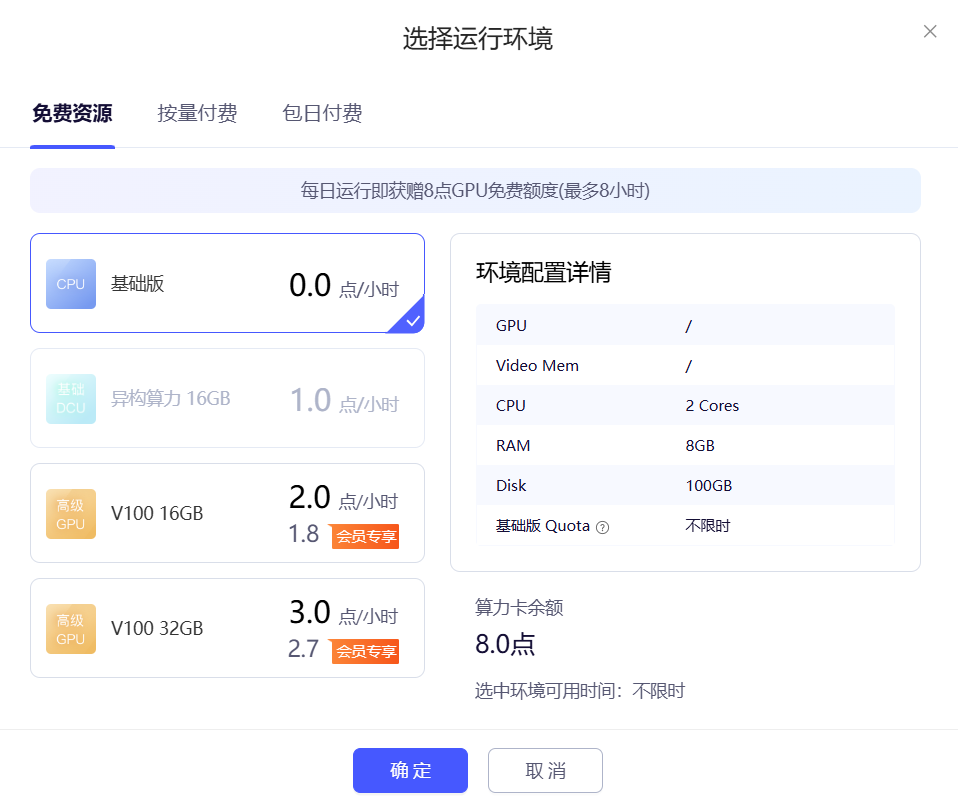 选择运行环境
免费资源 按量付费 包日付费
每日运行即获赠8点GPU免费额度(最多8小时)
CPU 基础版 0.0 点/小时
基础 DCU 异构算力 16GB 1.0 点/小时
高级 GPU V100 16GB 2.0 点/小时
1.8 会员专享
高级 GPU V100 32GB 3.0 点/小时
2.7 会员专享
环境配置详情
GPU /
Video Mem /
CPU 2 Cores
RAM 8GB
Disk 100GB
基础版 Quota ? 不限时
算力卡余额
8.0点
选中环境可用时间：不限时
确定 取消